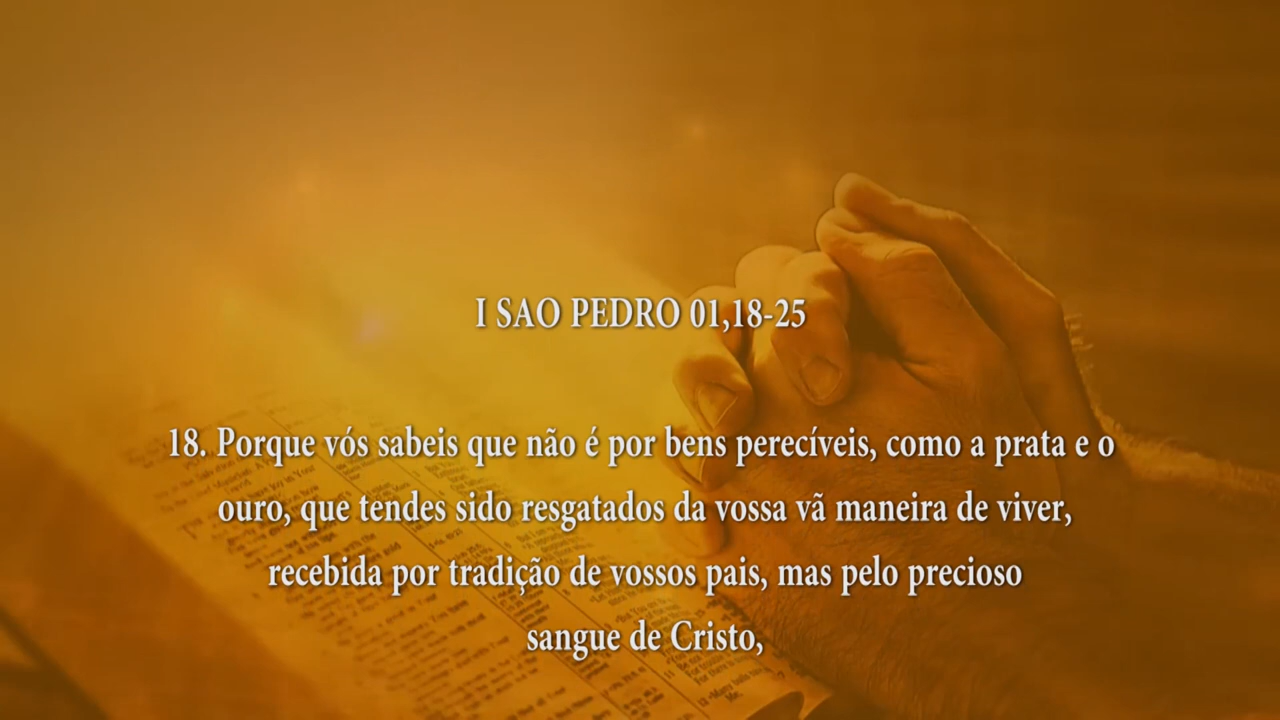 I SAO PEDRO 01,18-25
18. Porque vós sabeis que não é por bens perecíveis, como a prata e o
ouro, que tendes sido resgatados da vossa vã maneira de viver,
recebida por tradição de vossos pais, mas pelo precioso
sangue de Cristo,